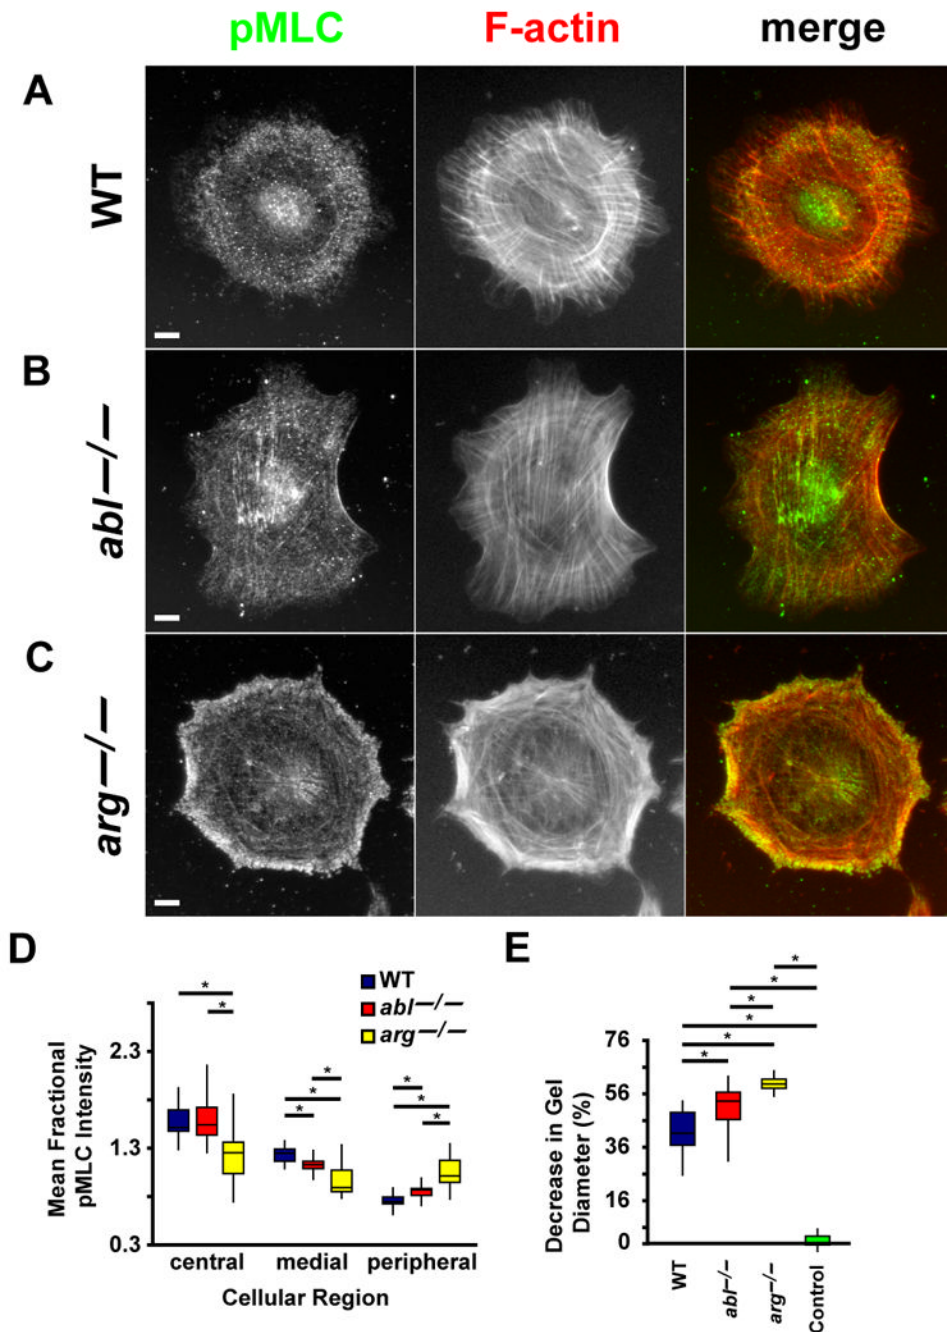 pMLC F-actin merge
A
WT
B
abl−/−
C
arg−/−
D
WT
abl−/−
arg−/−
* *
* * *
* * *
2.3
1.3
0.3
Mean Fractional
pMLC Intensity
central medial peripheral
Cellular Region
E
*
*
*
*
*
*
76
56
36
16
0
Decrease in Gel
Diameter (%)
WT
abl−/−
arg−/−
Control